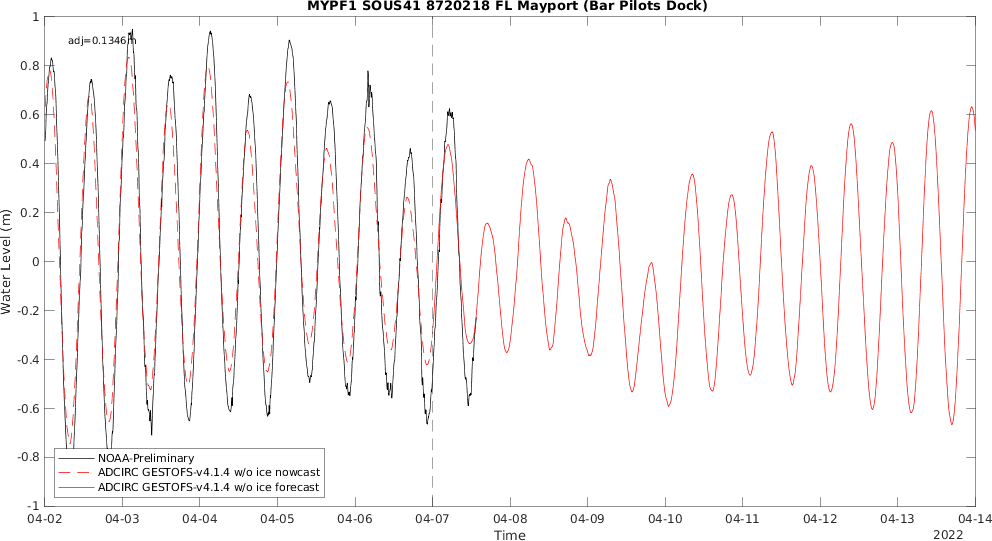 MYPF1 SOUS41 8720218 FL Mayport (Bar Pilots Dock)
adj=0.1346 m
Water Level (m)
1
0.8
0.6
0.4
0.2
0
-0.2
-0.4
-0.6
-0.8
-1
NOAA-Preliminary
ADCIRC GESTOFS-v4.1.4 w/o ice nowcast
ADCIRC GESTOFS-v4.1.4 w/o ice forecast
04-02 04-03 04-04 04-05 04-06 04-07 04-08 04-09 04-10 04-11 04-12 04-13 04-14
Time
2022